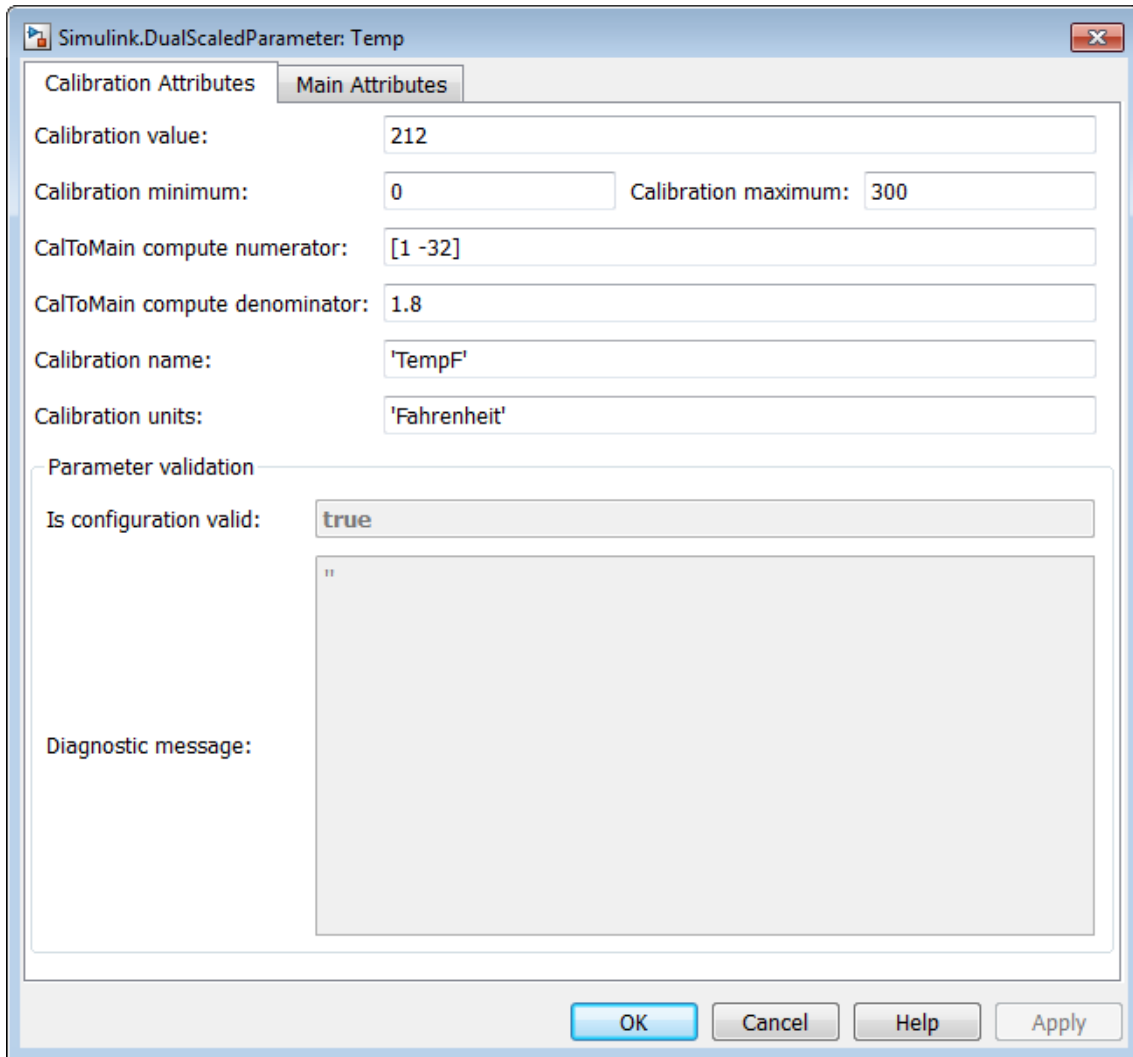 Simulink.DualScaledParameter: Temp
Calibration Attributes Main Attributes
Calibration value: 212
Calibration minimum: 0 Calibration maximum: 300
CalToMain compute numerator: [1 -32]
CalToMain compute denominator: 1.8
Calibration name: 'TempF'
Calibration units: 'Fahrenheit'
Parameter validation
Is configuration valid: true
''
Diagnostic message:
OK Cancel Help Apply